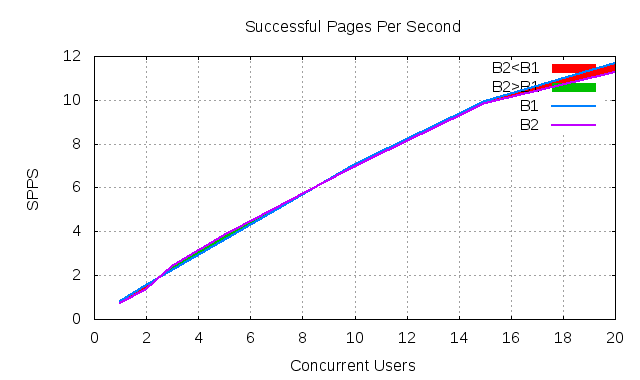 Successful Pages Per Second
12
10
8
6
4
2
0
SPPS
B2<B1
B2>B1
B1
B2
0 2 4 6 8 10 12 14 16 18 20
Concurrent Users